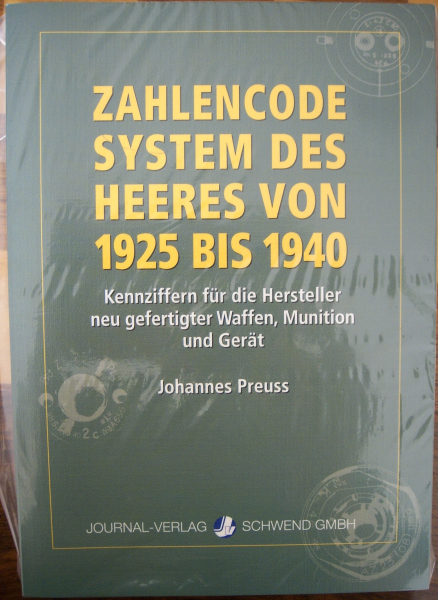 ZAHLENCODE
SYSTEM DES
HEERES VON
1925 BIS 1940
Kennziffern für die Hersteller
neu gefertigter Waffen, Munition
und Gerät
Johannes Preuss
JOURNAL-VERLAG SCHWEND GMBH